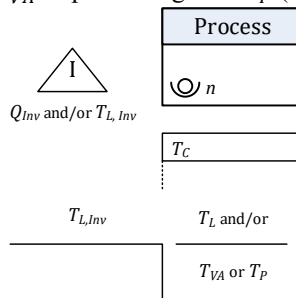 VA
Process
I
n
Q_Inv and/or T_L, Inv
T_C
T_L,Inv
T_L and/or
T_VA or T_P